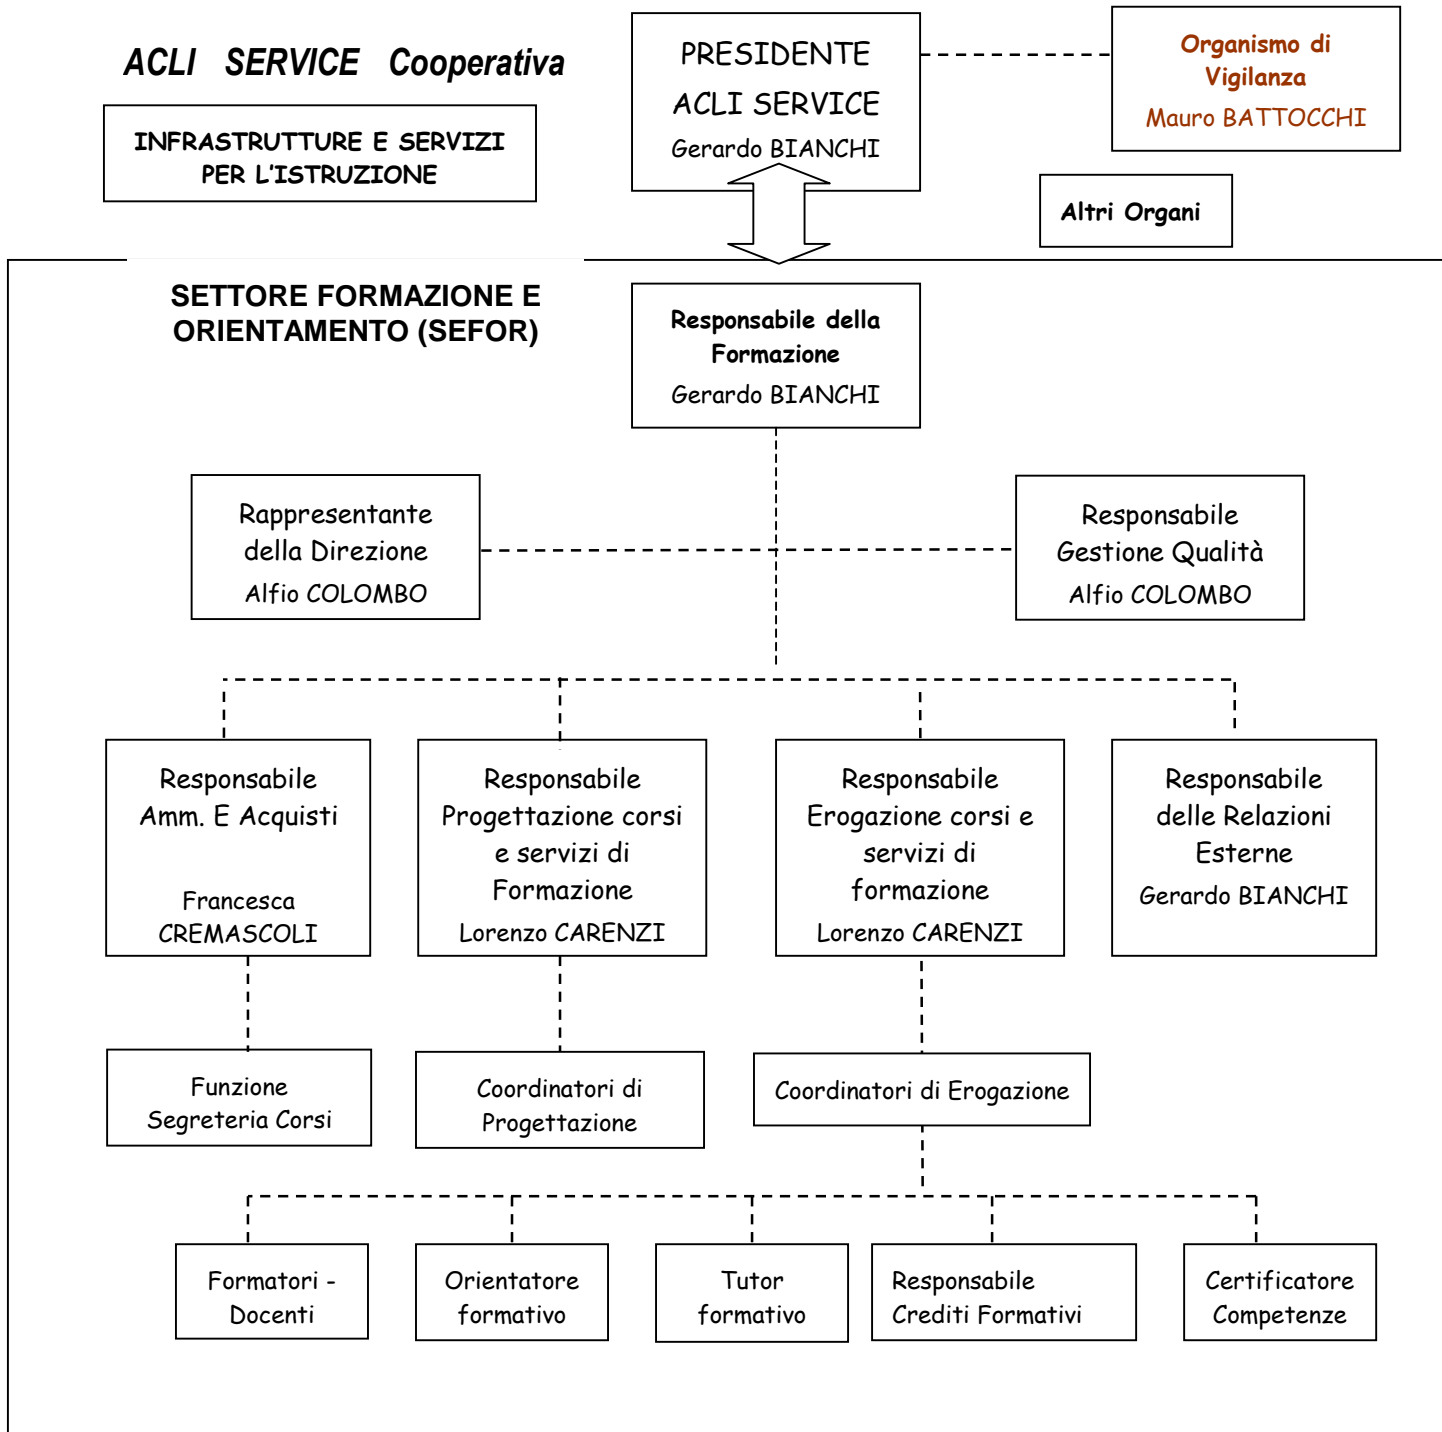 ACLI SERVICE Cooperativa
INFRASTRUTTURE E SERVIZI
PER L'ISTRUZIONE
PRESIDENTE
ACLI SERVICE
Gerardo BIANCHI
Organismo di
Vigilanza
Mauro BATTOCCHI
Altri Organi
SETTORE FORMAZIONE E
ORIENTAMENTO (SEFOR)
Responsabile della
Formazione
Gerardo BIANCHI
Rappresentante
della Direzione
Alfio COLOMBO
Responsabile
Gestione Qualità
Alfio COLOMBO
Responsabile
Amm. E Acquisti
Francesca
CREMASCOLI
Responsabile
Progettazione corsi
e servizi di
Formazione
Lorenzo CARENZI
Responsabile
Erogazione corsi e
servizi di
formazione
Lorenzo CARENZI
Responsabile
delle Relazioni
Esterne
Gerardo BIANCHI
Funzione
Segreteria Corsi
Coordinatori di
Progettazione
Coordinatori di Erogazione
Formatori -
Docenti
Orientatore
formativo
Tutor
formativo
Responsabile
Crediti Formativi
Certificatore
Competenze